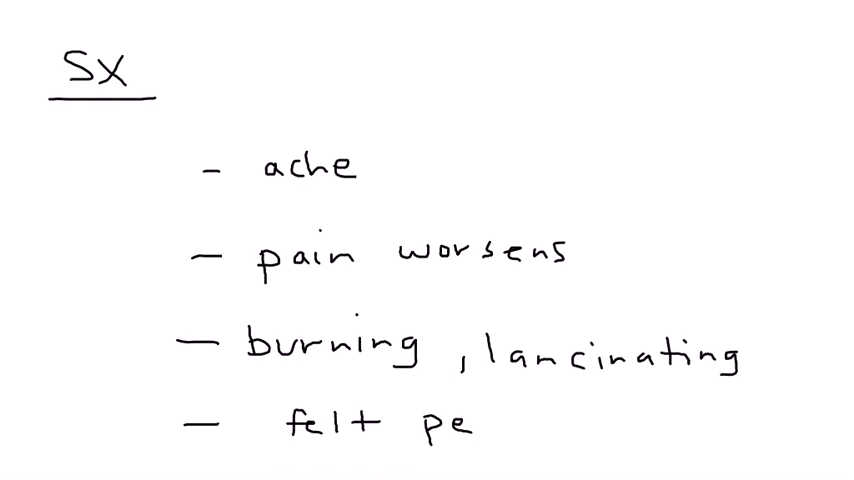 Sx
- ache
- pain worsens
- burning, lancinating
- felt pe